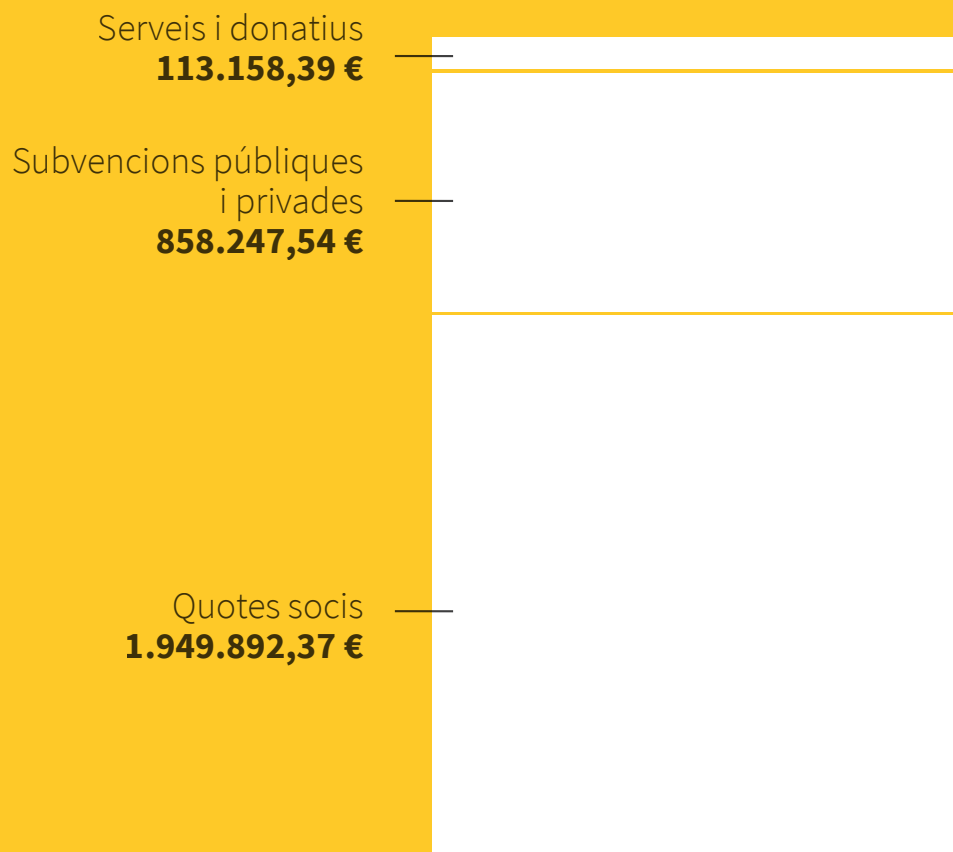 Serveis i donatius
113.158,39 €
Subvencions públiques
i privades
858.247,54 €
Quotes socis
1.949.892,37 €